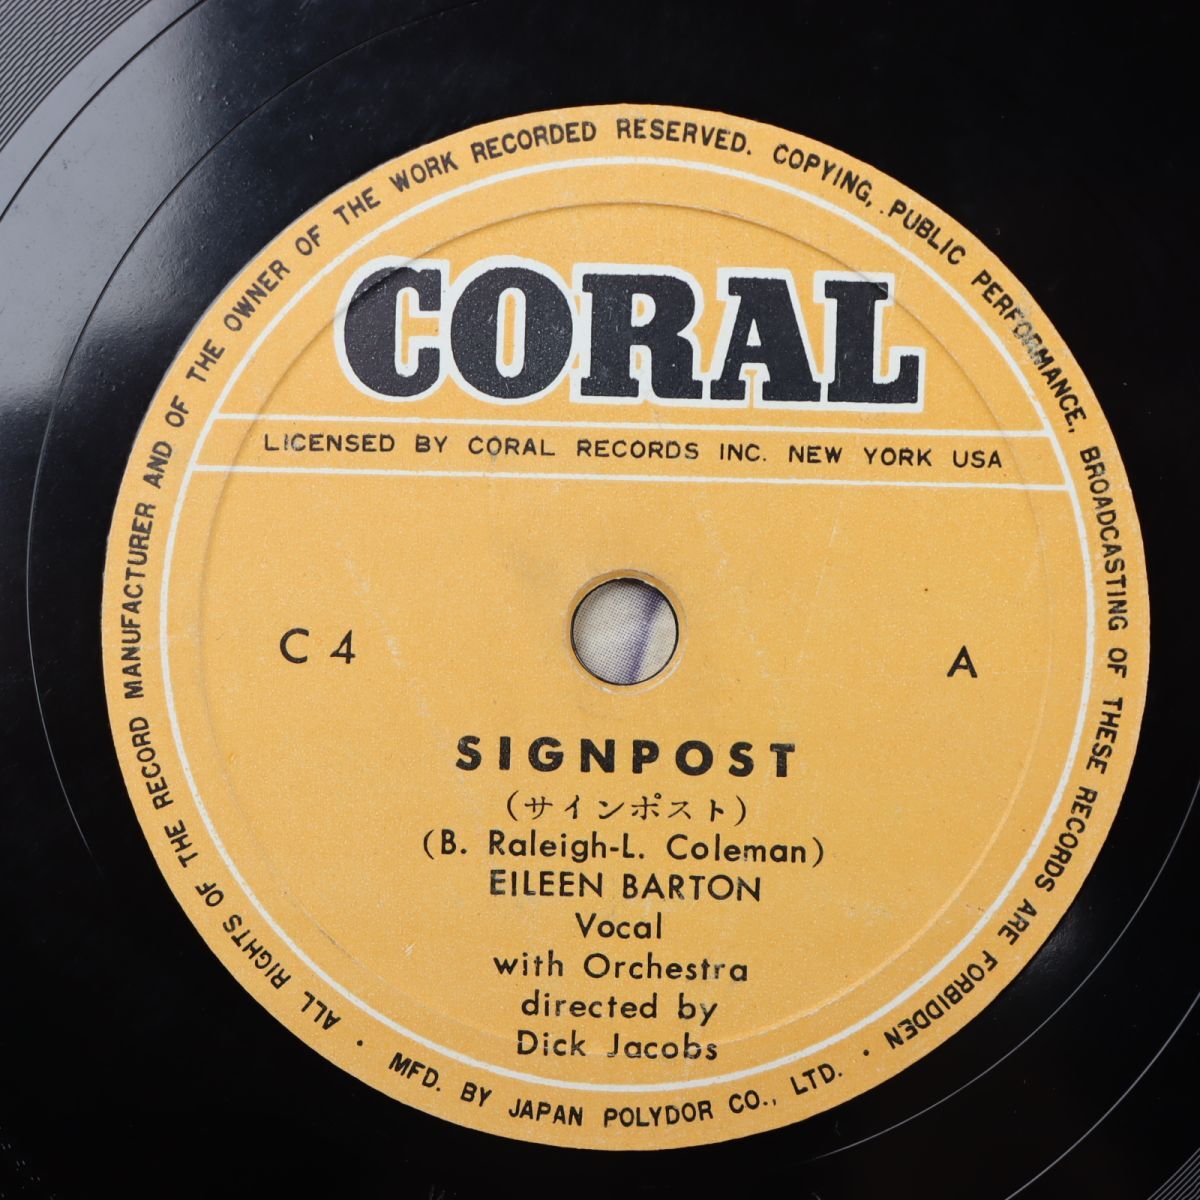 ALL RIGHTS OF THE RECORD MANUFACTURER AND OF THE OWNER OF THE WORK RECORDED RESERVED. COPYING, PUBLIC PERFORMANCE, BROADCASTING OF THESE RECORDS ARE FORBIDDEN
CORAL
LICENSED BY CORAL RECORDS INC. NEW YORK USA
C 4
A
SIGNPOST
(サインポスト)
(B. Raleigh-L. Coleman)
EILEEN BARTON
Vocal
with Orchestra
directed by
Dick Jacobs
• MFD. BY JAPAN POLYDOR CO., LTD. •